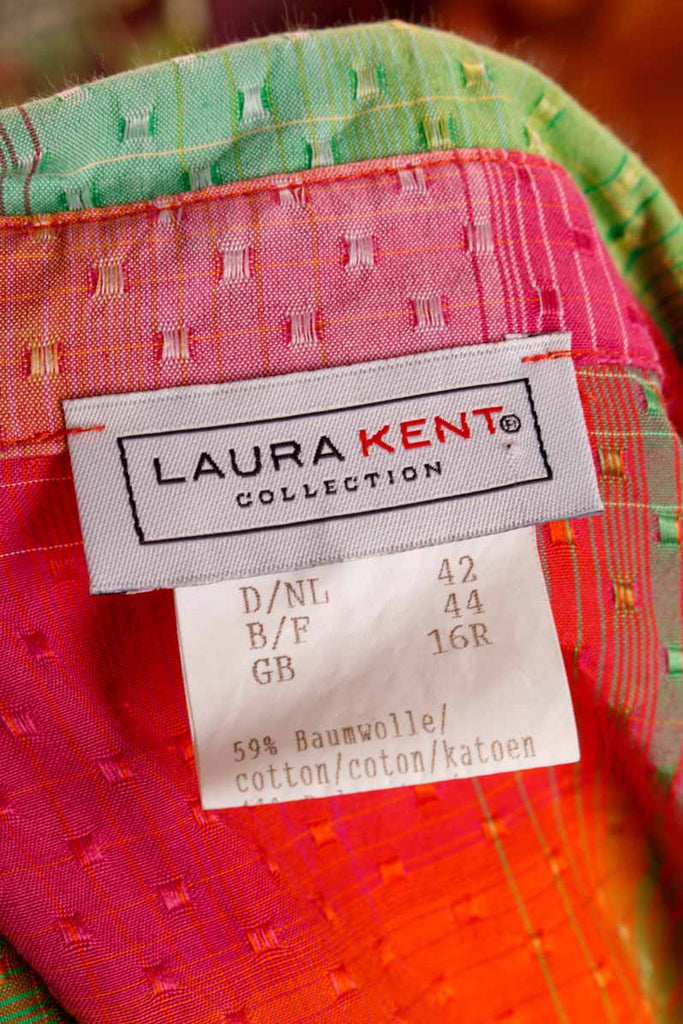 LAURA KENT®
COLLECTION
D/NL 42
B/F 44
GB 16R
59% Baumwolle/
cotton/coton/katoen